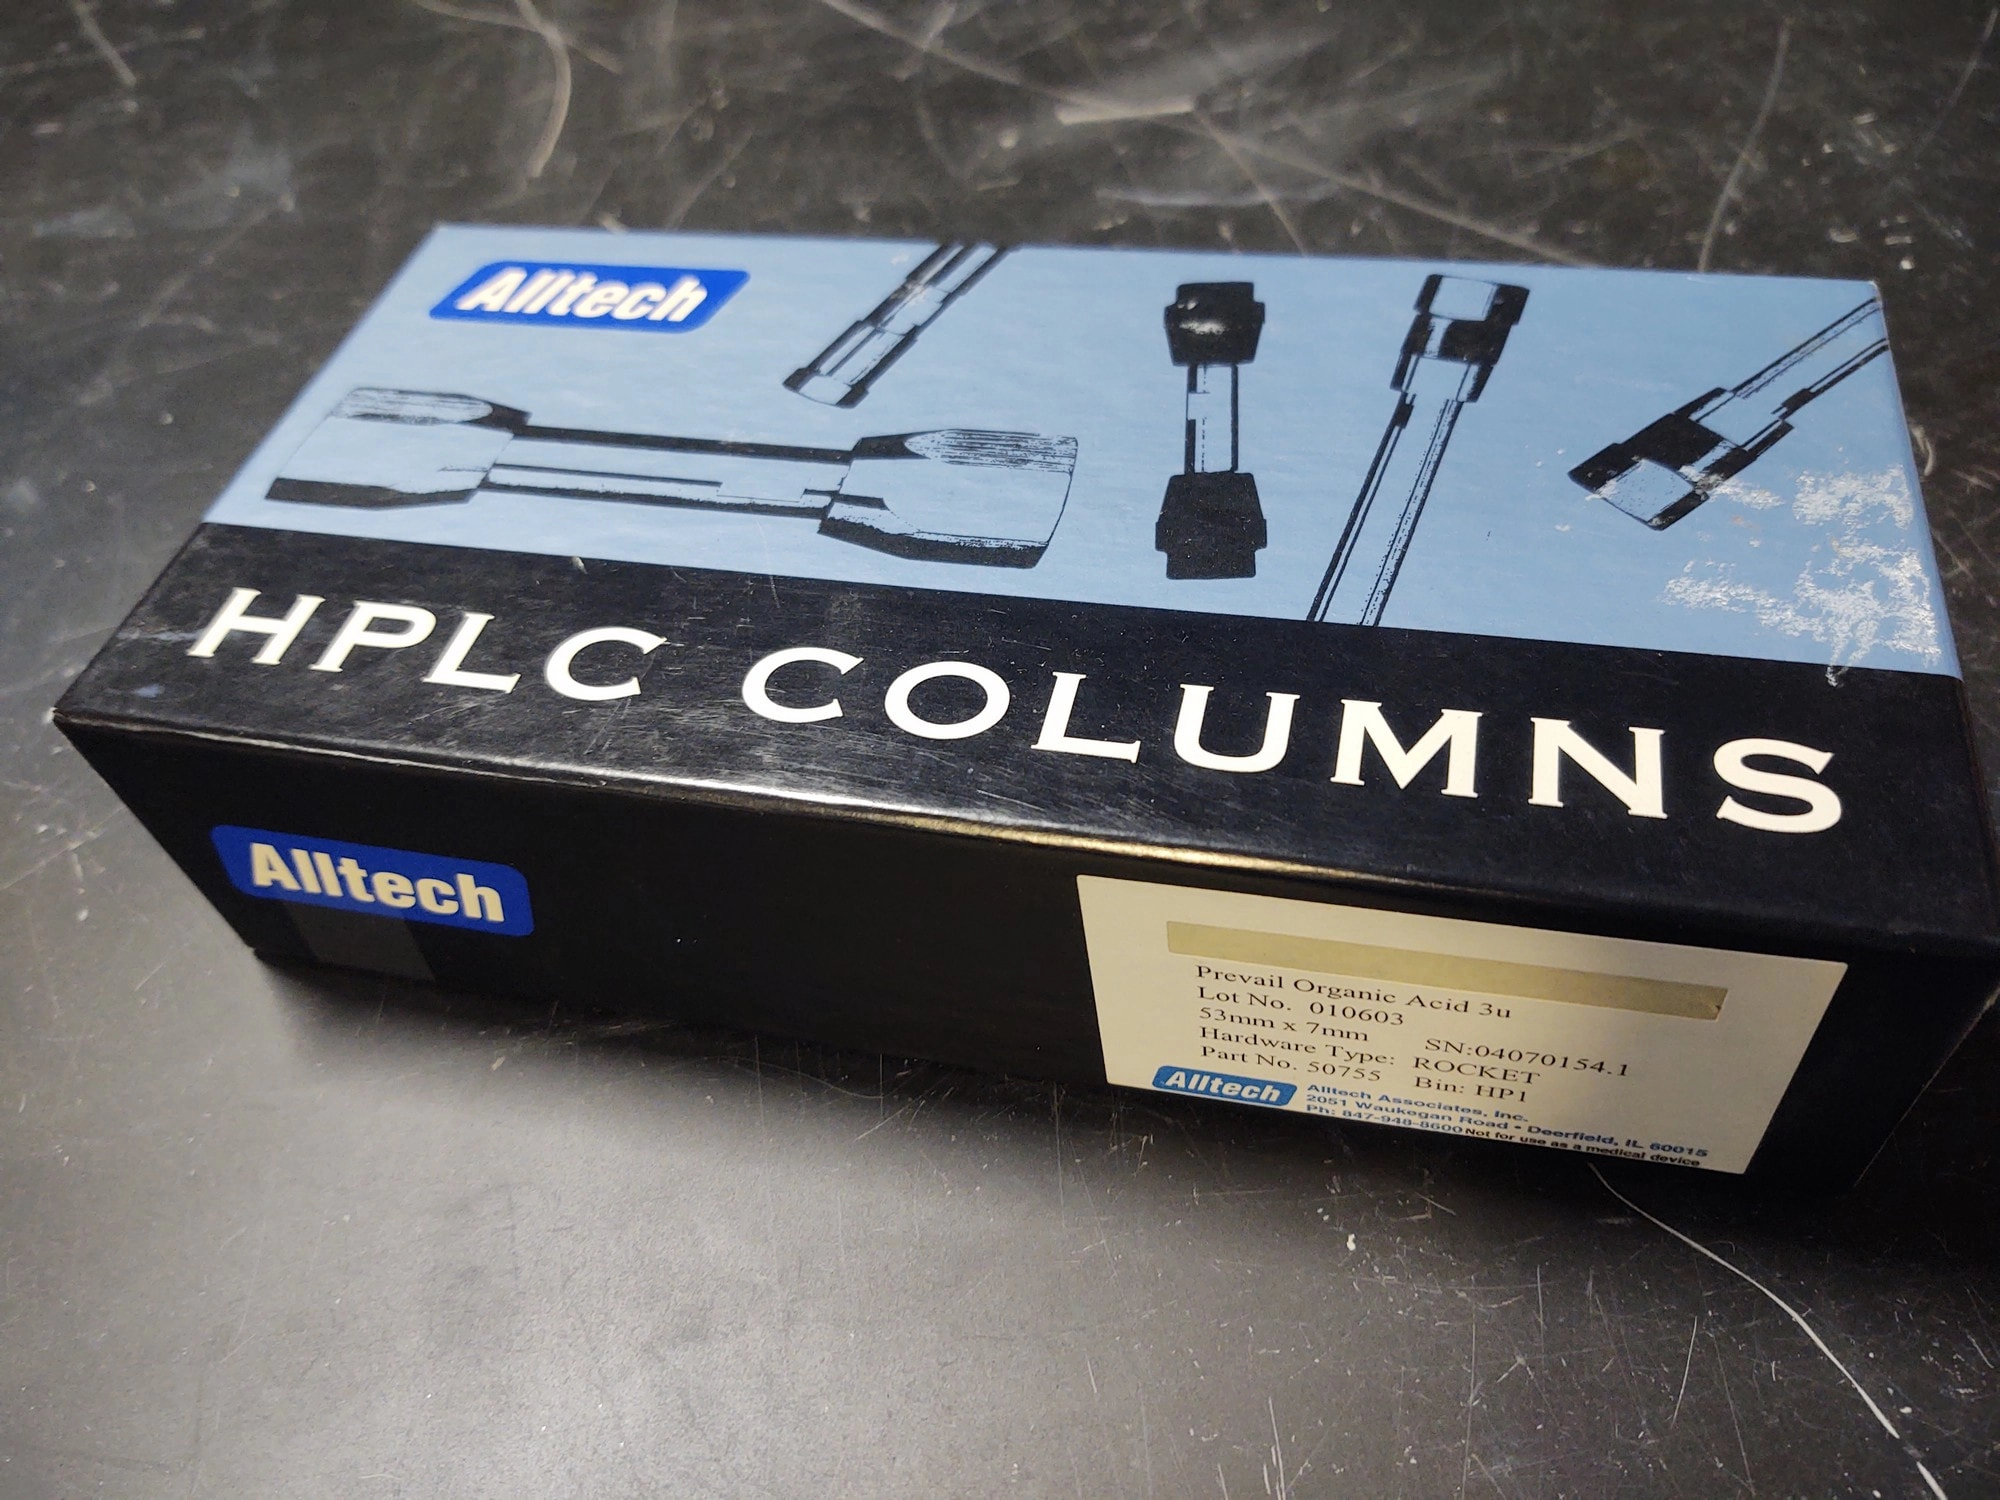 Alltech
HPLC COLUMNS
Alltech
Prevail Organic Acid 3u
Lot No. 010603
53mm x 7mm SN:04070154.1
Hardware Type: ROCKET
Part No. 50755 Bin: HP1
Alltech
Alltech Associates, Inc.
2051 Waukegan Road • Deerfield, IL 60015
Ph: 847-948-8600 Not for use as a medical device